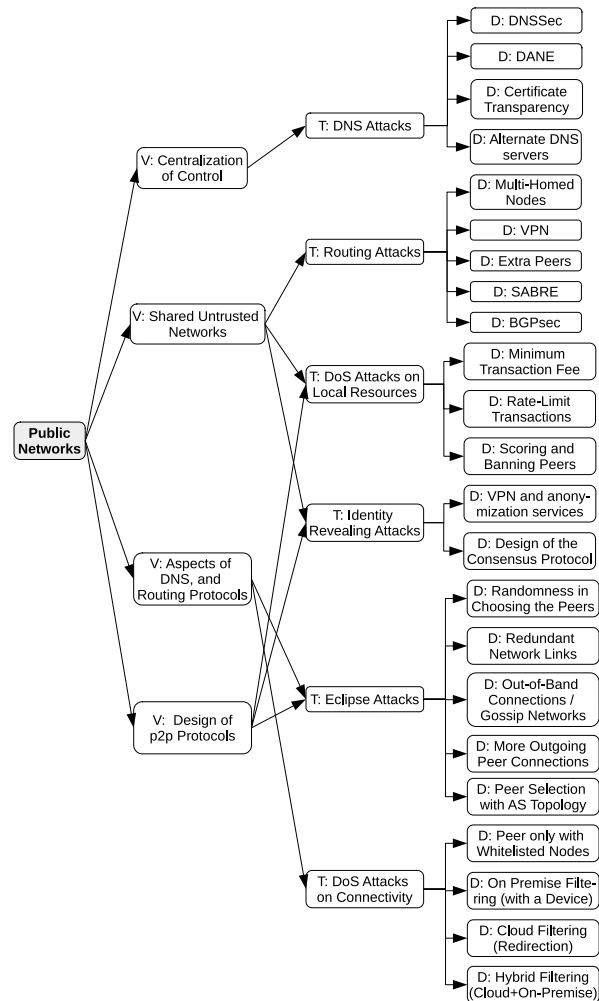 Public
Networks
V: Centralization
of Control
V: Shared Untrusted
Networks
V: Aspects of
DNS, and
Routing Protocols
V: Design of
p2p Protocols
T: DNS Attacks
T: Routing Attacks
T: DoS Attacks on
Local Resources
T: Identity
Revealing Attacks
T: Eclipse Attacks
T: DoS Attacks
on Connectivity
D: DNSSec
D: DANE
D: Certificate
Transparency
D: Alternate DNS
servers
D: Multi-Homed
Nodes
D: VPN
D: Extra Peers
D: SABRE
D: BGPsec
D: Minimum
Transaction Fee
D: Rate-Limit
Transactions
D: Scoring and
Banning Peers
D: VPN and anony-
mization services
D: Design of the
Consensus Protocol
D: Randomness in
Choosing the Peers
D: Redundant
Network Links
D: Out-of-Band
Connections /
Gossip Networks
D: More Outgoing
Peer Connections
D: Peer Selection
with AS Topology
D: Peer only with
Whitelisted Nodes
D: On Premise Filte-
ring (with a Device)
D: Cloud Filtering
(Redirection)
D: Hybrid Filtering
(Cloud+On-Premise)